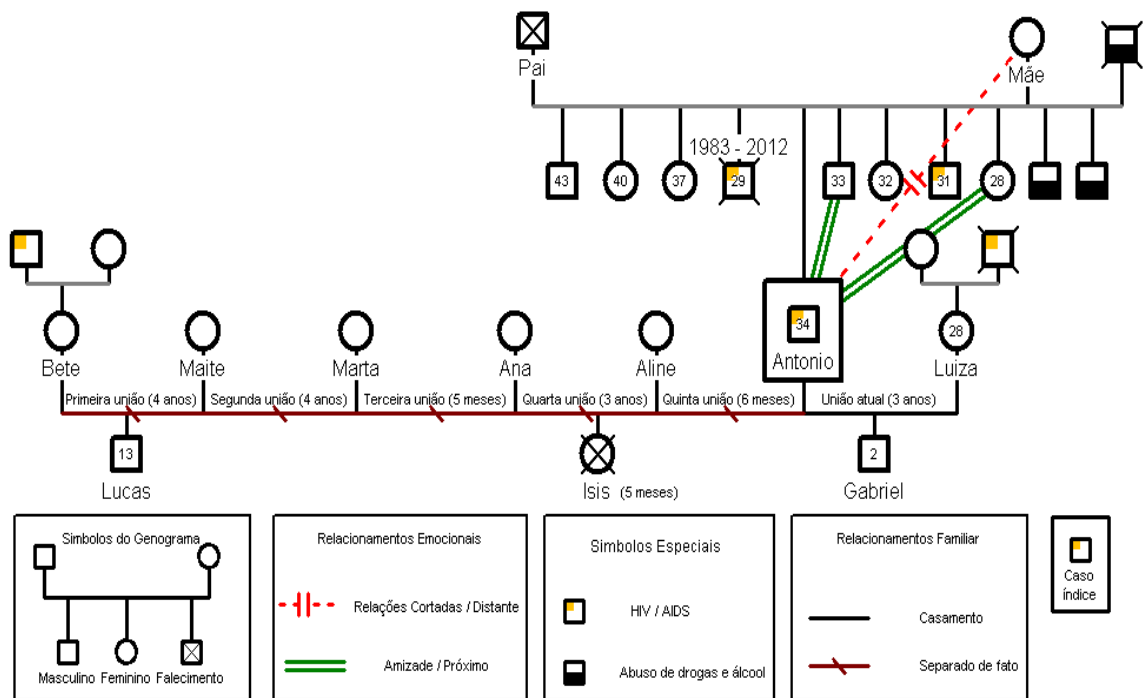 Pai
Mãe
1983 - 2012
43
40
37
29
33
32
31
28
34
28
Bete
Maite
Marta
Ana
Aline
Antonio
Luiza
Primeira união (4 anos)
Segunda união (4 anos)
Terceira união (5 meses)
Quarta união (3 anos)
Quinta união (6 meses)
União atual (3 anos)
13
2
Lucas
Isis (5 meses)
Gabriel
Simbolos do Genograma
Masculino
Feminino
Falecimento
Relacionamentos Emocionais
Relações Cortadas / Distante
Amizade / Próximo
Simbolos Especiais
HIV / AIDS
Abuso de drogas e álcool
Relacionamentos Familiar
Casamento
Separado de fato
Caso
índice